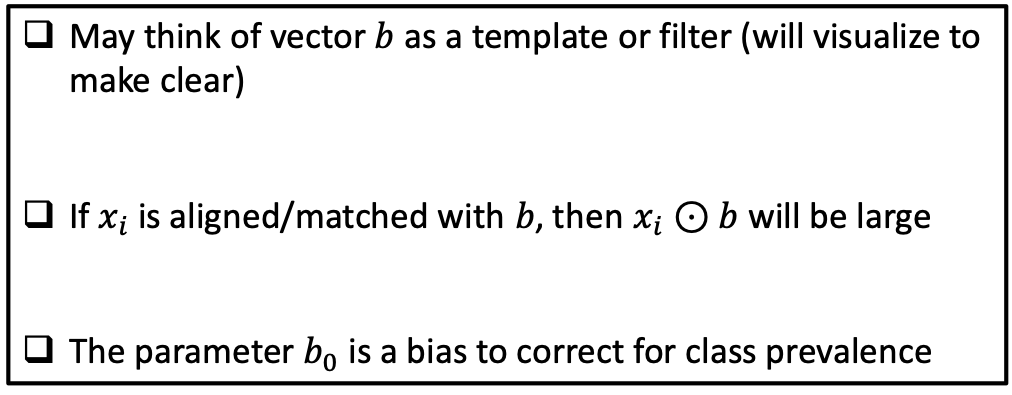 ❑ May think of vector b as a template or filter (will visualize to
make clear)
❑ If xᵢ is aligned/matched with b, then xᵢ ⊙ b will be large
❑ The parameter b₀ is a bias to correct for class prevalence